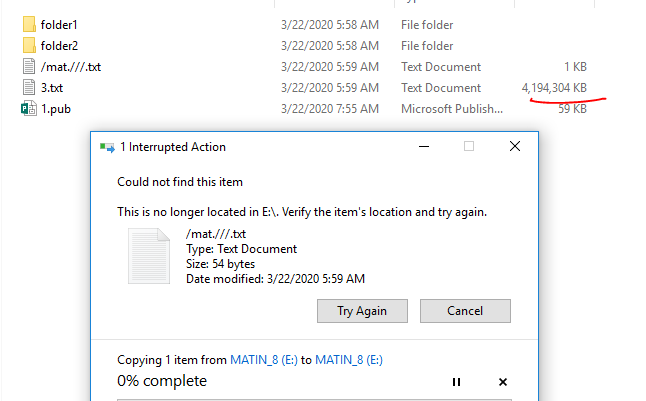 folder1 3/22/2020 5:58 AM File folder
folder2 3/22/2020 5:58 AM File folder
/mat.///.txt 3/22/2020 5:59 AM Text Document 1 KB
3.txt 3/22/2020 5:59 AM Text Document 4,194,304 KB
1.pub 3/22/2020 7:55 AM Microsoft Publish... 59 KB
1 Interrupted Action
Could not find this item
This is no longer located in E:\. Verify the item's location and try again.
/mat.///.txt
Type: Text Document
Size: 54 bytes
Date modified: 3/22/2020 5:59 AM
Try Again Cancel
Copying 1 item from MATIN_8 (E:) to MATIN_8 (E:)
0% complete